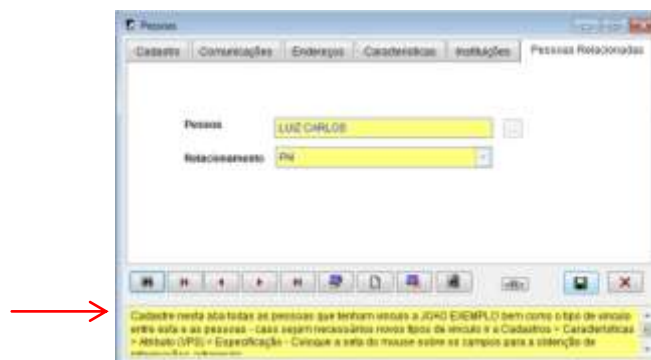 Pessoas
Cadastro Comunicações Endereços Características Instituições Pessoas Relacionadas
Pessoa LUIZ CARLOS
Relacionamento
Cadastre nesta aba todas as pessoas que tenham vínculo a JOAO EXEMPLO bem como o tipo de vínculo
entre esta e as pessoas - caso sejam necessários novos tipos de vínculo ir a Cadastros > Características
> Atributo (VPS) > Especificação - Coloque a seta do mouse sobre os campos para a obtenção de